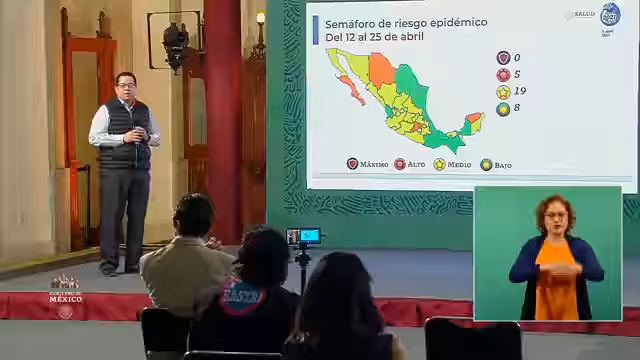 Semáforo de riesgo epidémico
Del 12 al 25 de abril
SALUD
2021
0
5
19
8
MÁXIMO
ALTO
MEDIO
BAJO
GOBIERNO DE
MÉXICO